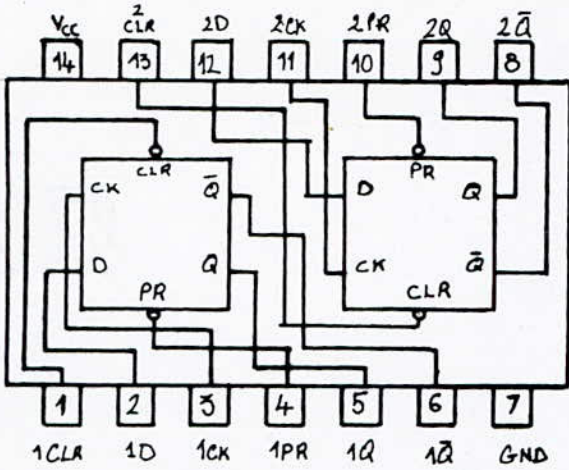 Vcc 2 CLR 2D 2CK 2PR 2Q 2Q̅
14 13 12 11 10 9 8
CLR PR
CK Q̅ D Q
D Q CK Q̅
PR CLR
1 2 3 4 5 6 7
1CLR 1D 1CK 1PR 1Q 1Q̅ GND